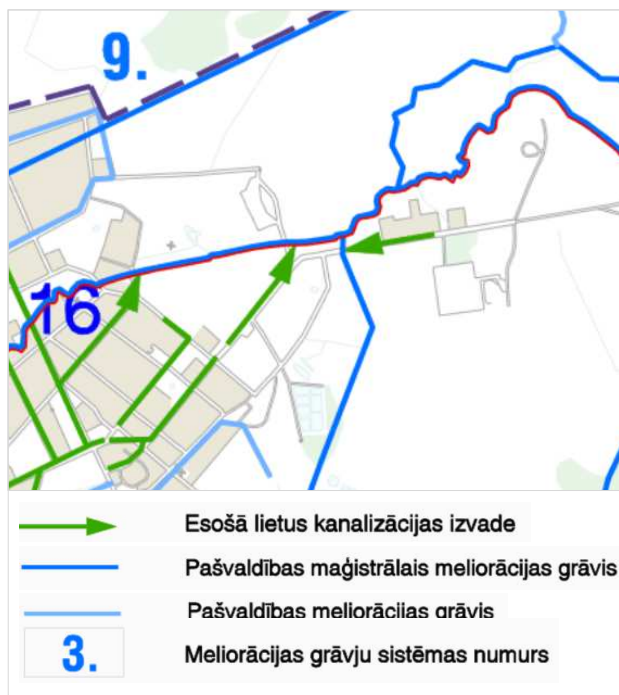 9.
16
Esošā lietus kanalizācijas izvade
Pašvaldības maģistrālais meliorācijas grāvis
Pašvaldības meliorācijas grāvis
3.
Meliorācijas grāvju sistēmas numurs